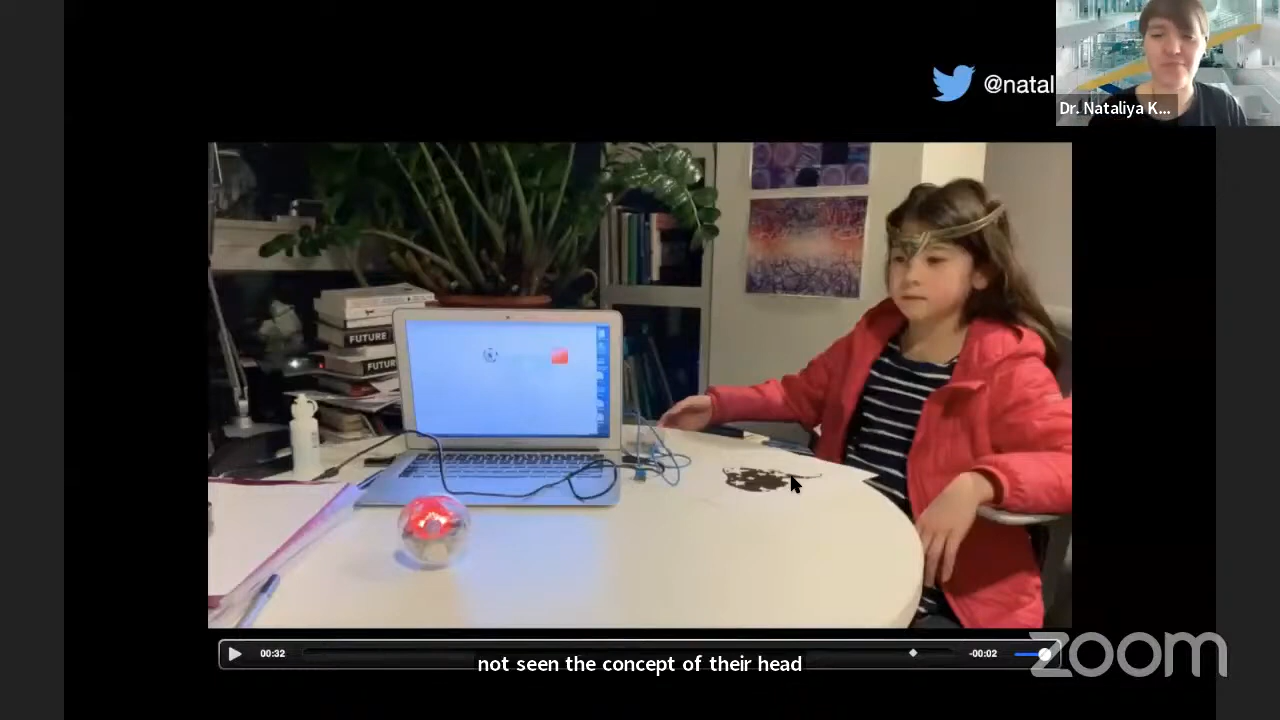 @natal
Dr. Nataliya K...
FUTURE
FUTUR
00:32
-00:02
not seen the concept of their head
zoom